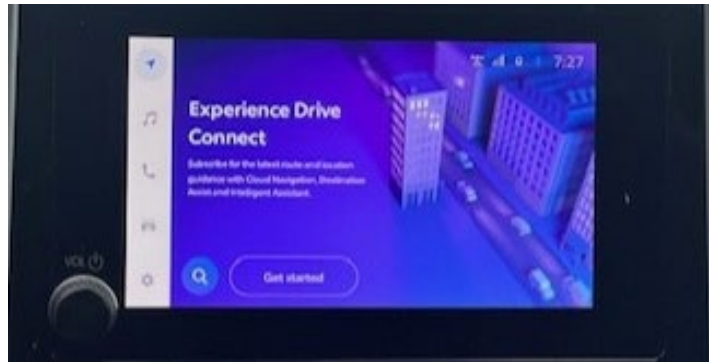 7:27
Experience Drive
Connect
Subscribe for the latest route and location
guidance with Cloud Navigation, Destination
Assist and Intelligent Assistant.
VOL
Get started